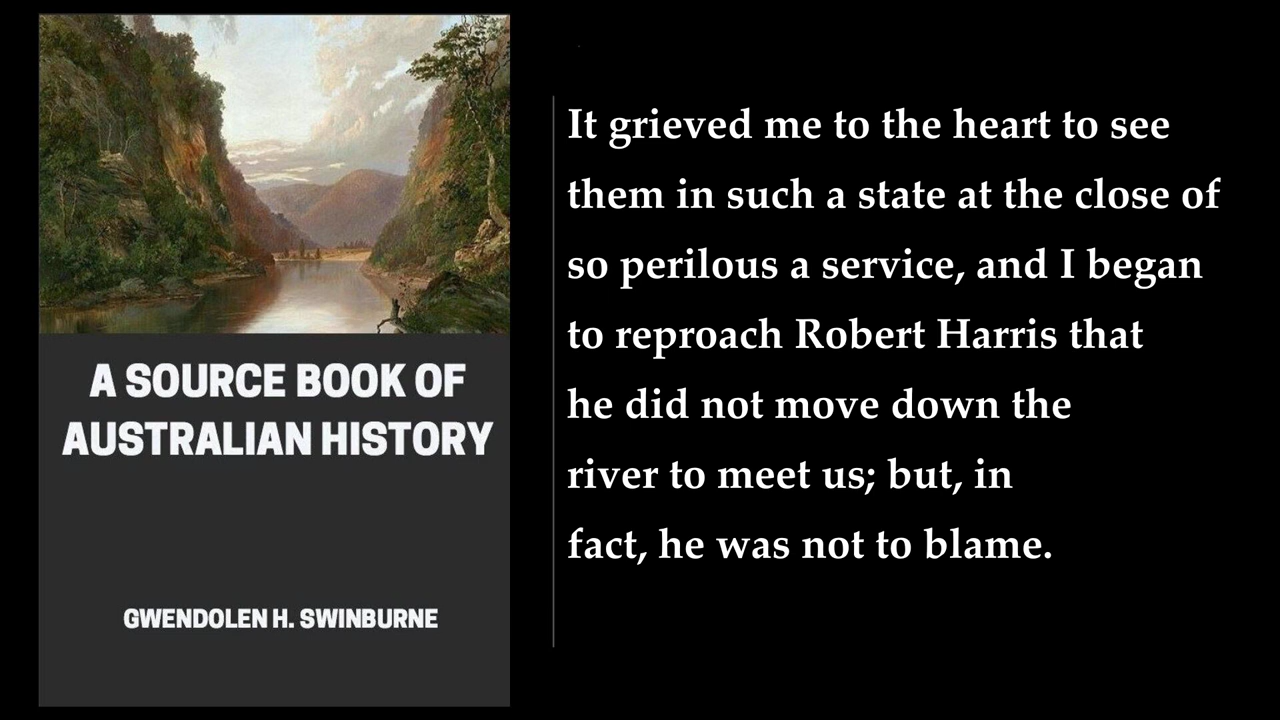 A SOURCE BOOK OF
AUSTRALIAN HISTORY
GWENDOLEN H. SWINBURNE
It grieved me to the heart to see
them in such a state at the close of
so perilous a service, and I began
to reproach Robert Harris that
he did not move down the
river to meet us; but, in
fact, he was not to blame.